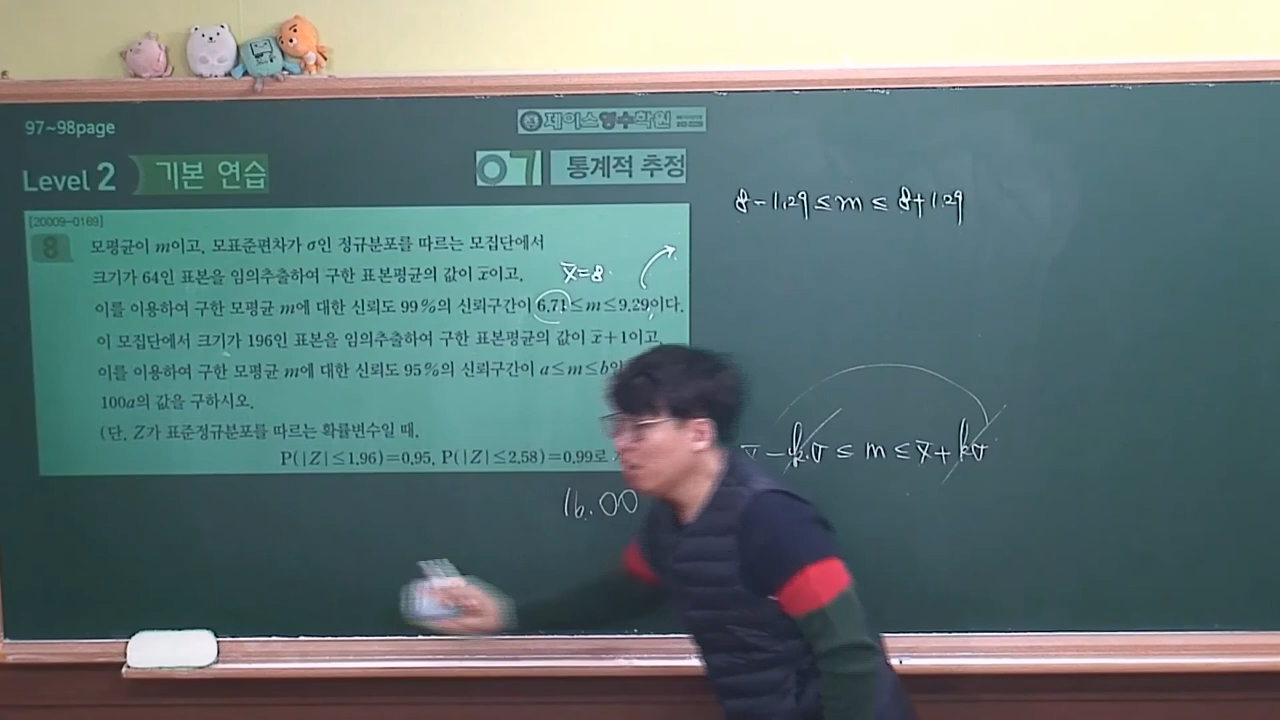 97~98page
제이스영수학원
Level 2 기본 연습
07 통계적 추정
[20009-0169]
8 모평균이 m이고, 모표준편차가 σ인 정규분포를 따르는 모집단에서
크기가 64인 표본을 임의추출하여 구한 표본평균의 값이 x̄이고,
x̄=8
이를 이용하여 구한 모평균 m에 대한 신뢰도 99%의 신뢰구간이 6.71≤m≤9.29이다.
이 모집단에서 크기가 196인 표본을 임의추출하여 구한 표본평균의 값이 x̄+1이고,
이를 이용하여 구한 모평균 m에 대한 신뢰도 95%의 신뢰구간이 a≤m≤b일
100a의 값을 구하시오.
(단, Z가 표준정규분포를 따르는 확률변수일 때,
P(|Z|≤1.96)=0.95, P(|Z|≤2.58)=0.99로
16.00
8-1.29≤m≤8+1.29
-kσ≤m≤x̄+kσ